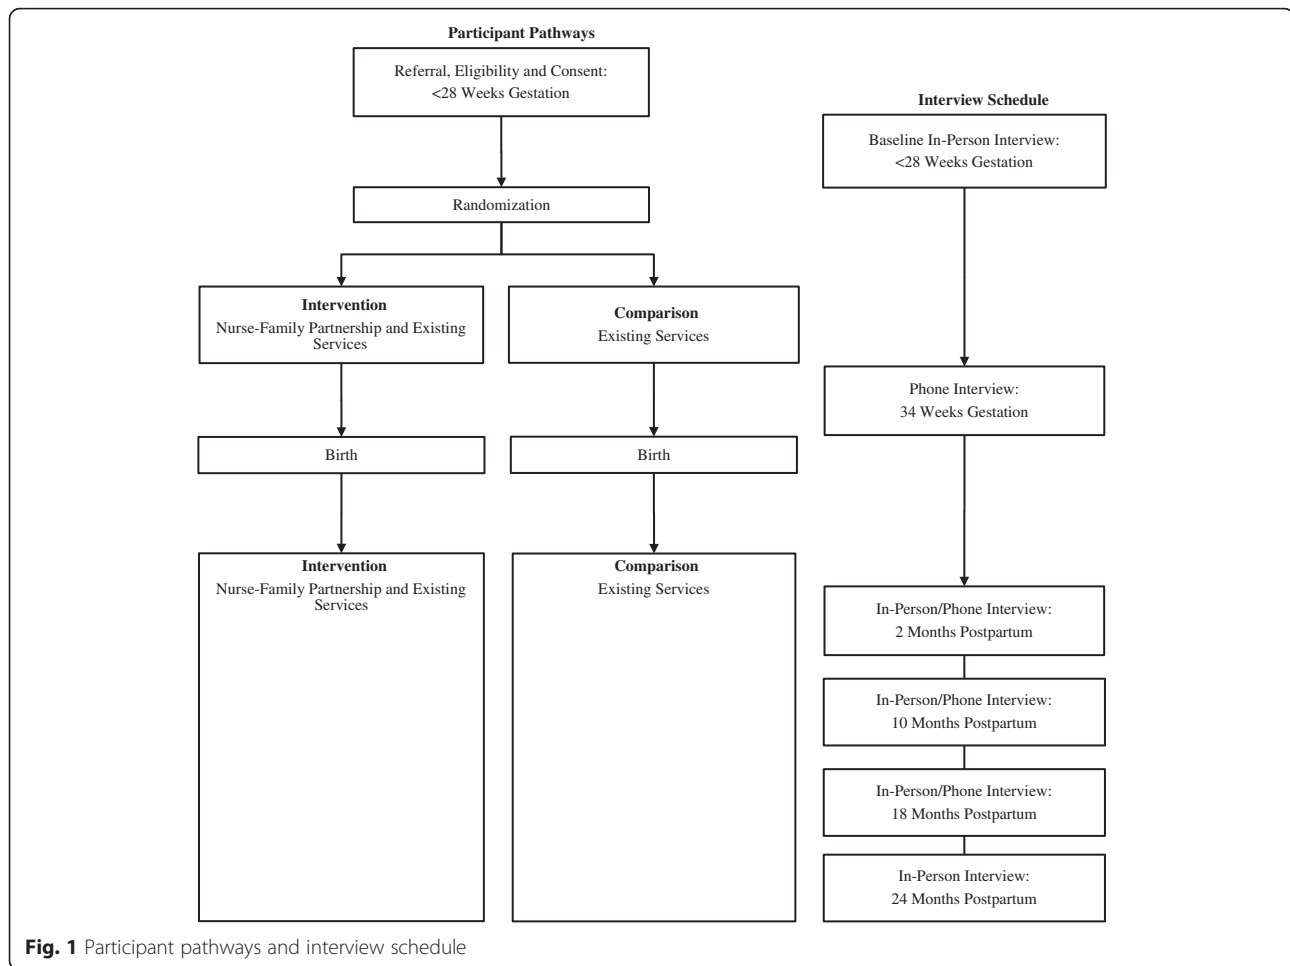 Participant Pathways
Referral, Eligibility and Consent:
<28 Weeks Gestation
Randomization
Intervention
Nurse-Family Partnership and Existing
Services
Comparison
Existing Services
Birth
Birth
Intervention
Nurse-Family Partnership and Existing
Services
Comparison
Existing Services
Interview Schedule
Baseline In-Person Interview:
<28 Weeks Gestation
Phone Interview:
34 Weeks Gestation
In-Person/Phone Interview:
2 Months Postpartum
In-Person/Phone Interview:
10 Months Postpartum
In-Person/Phone Interview:
18 Months Postpartum
In-Person Interview:
24 Months Postpartum
Fig. 1 Participant pathways and interview schedule